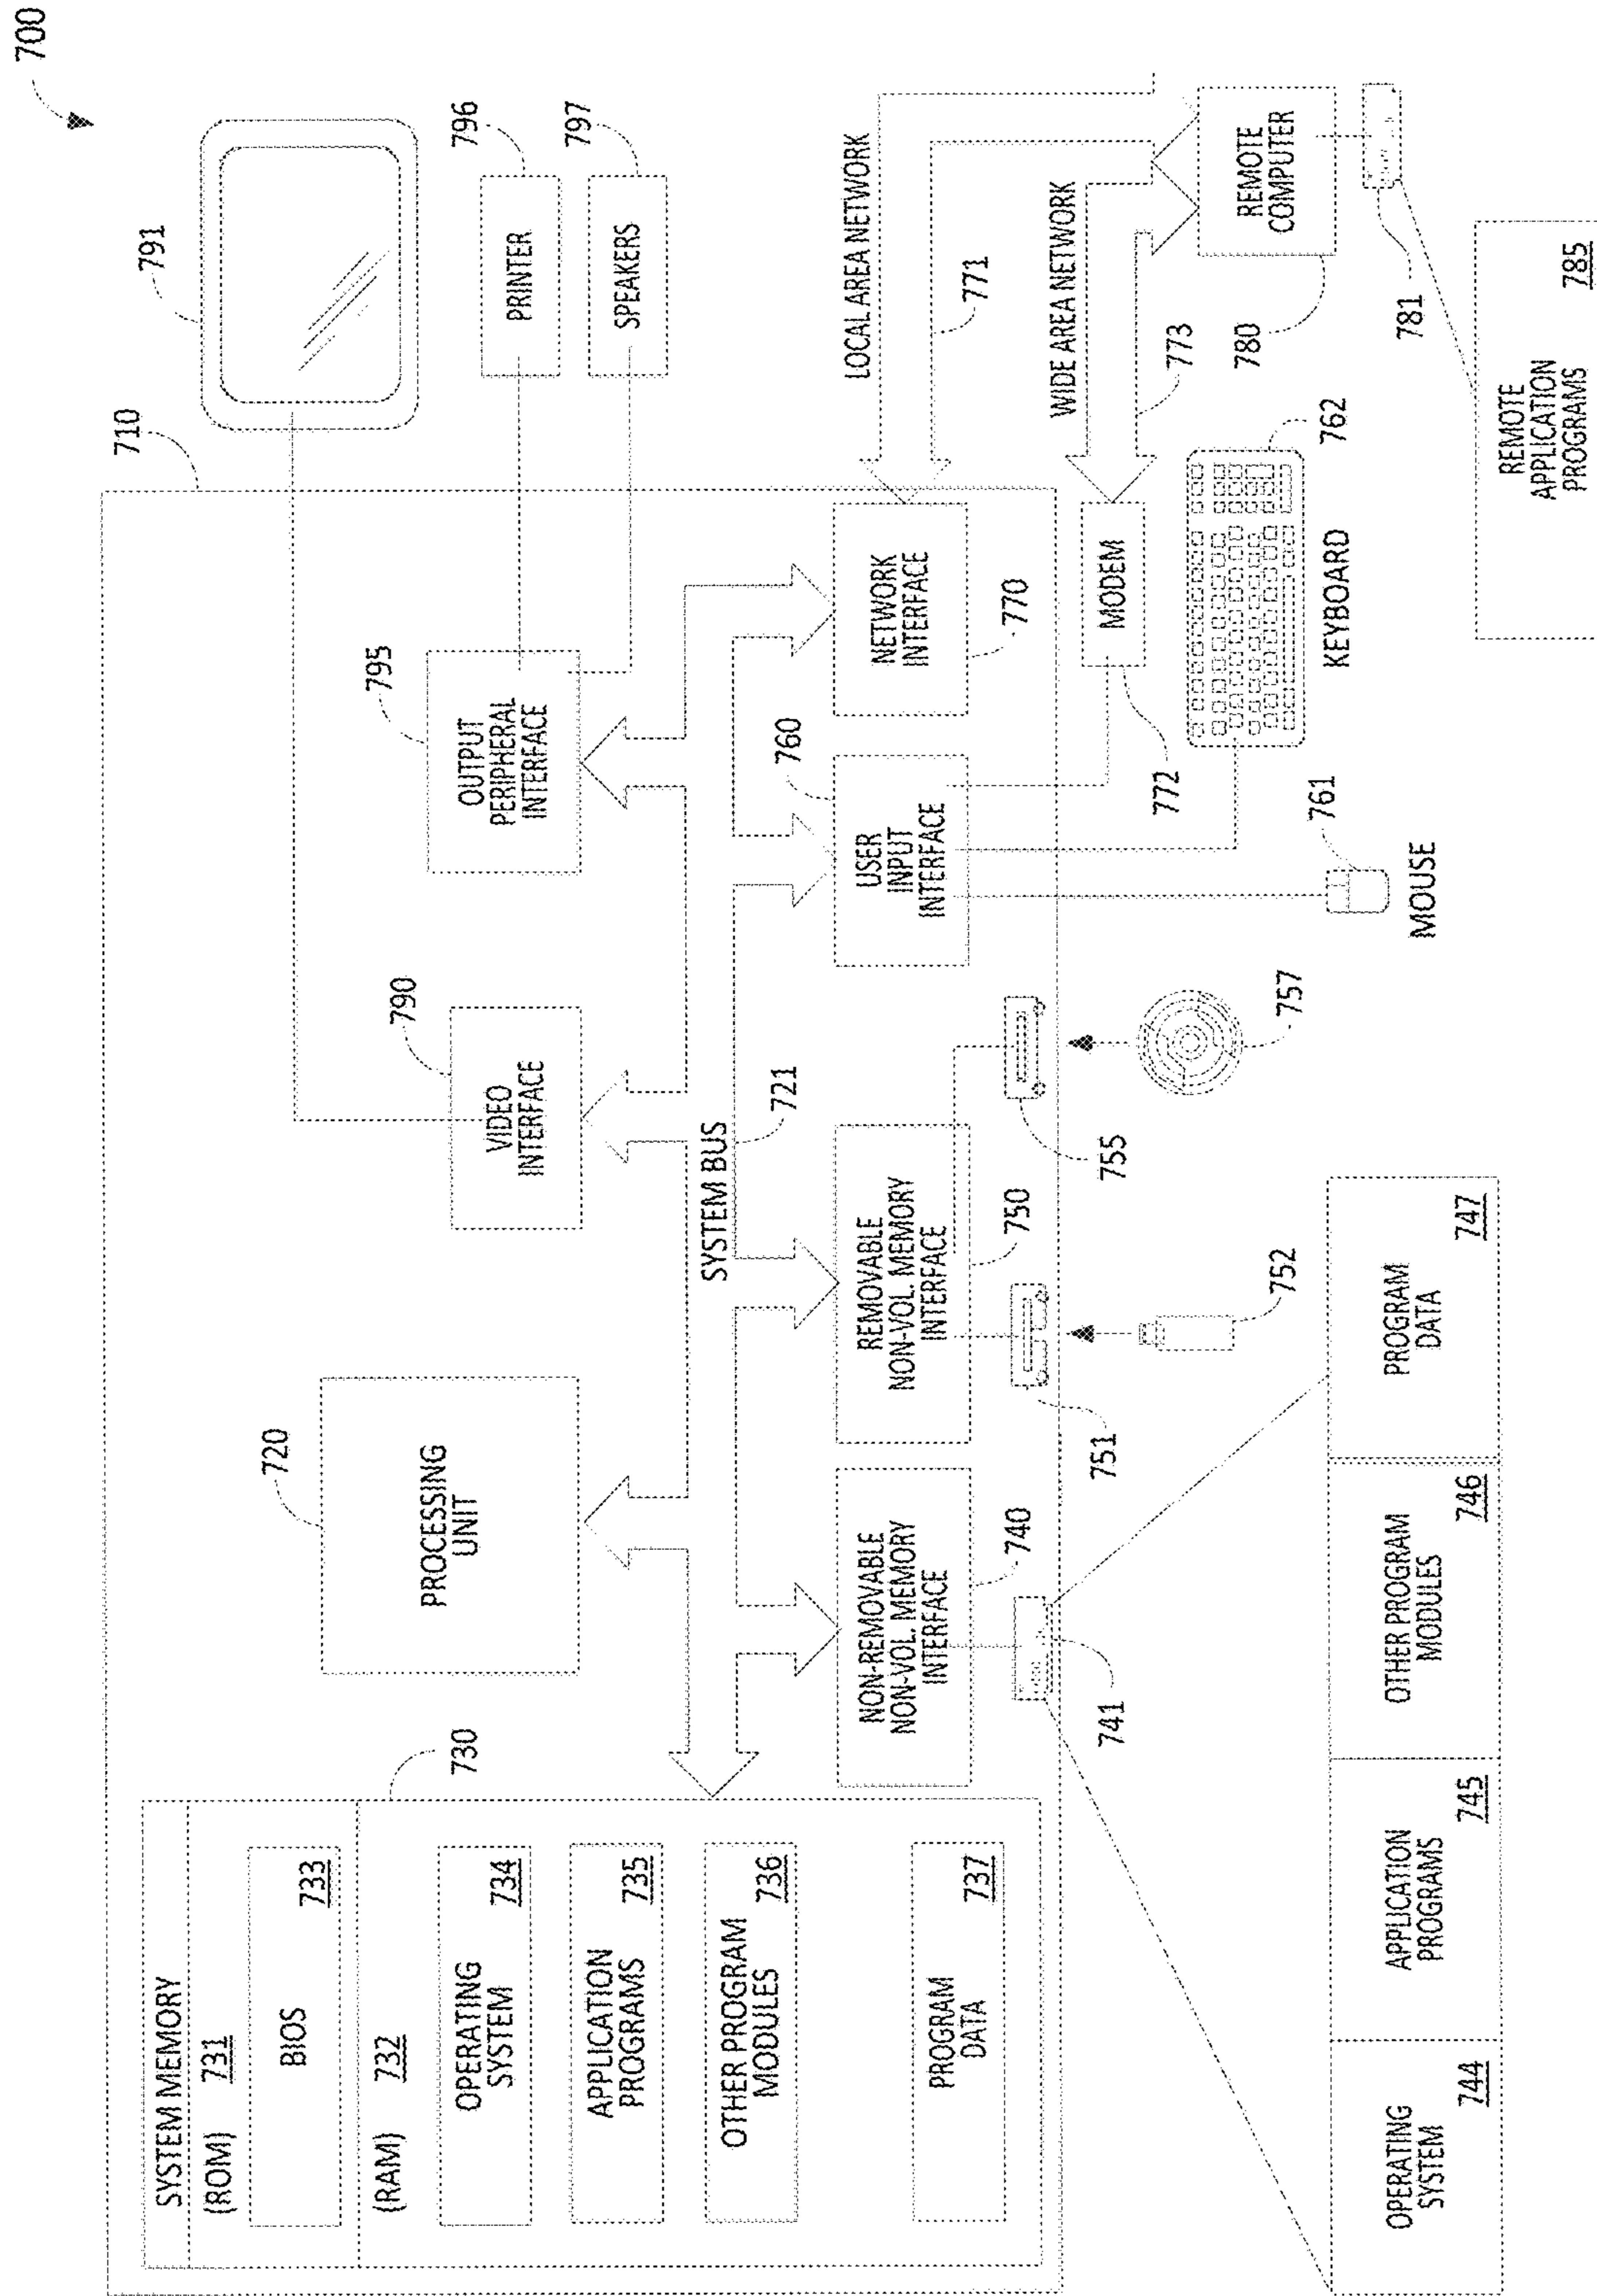 700
710
SYSTEM MEMORY
(ROM) 731
BIOS
733
(RAM) 732
OPERATING
SYSTEM
734
APPLICATION
PROGRAMS
735
OTHER PROGRAM
MODULES
736
PROGRAM
DATA
737
730
720
PROCESSING
UNIT
790
VIDEO
INTERFACE
795
OUTPUT
PERIPHERAL
INTERFACE
791
796
PRINTER
797
SPEAKERS
SYSTEM BUS
721
NON-REMOVABLE
NON-VOL. MEMORY
INTERFACE
740
REMOVABLE
NON-VOL. MEMORY
INTERFACE
750
760
USER
INPUT
INTERFACE
NETWORK
INTERFACE
770
LOCAL AREA NETWORK
771
WIDE AREA NETWORK
773
741
751
752
755
757
772
MODEM
761
MOUSE
762
KEYBOARD
REMOTE
COMPUTER
780
781
OPERATING
SYSTEM
744
APPLICATION
PROGRAMS
745
OTHER PROGRAM
MODULES
746
PROGRAM
DATA
747
REMOTE
APPLICATION
PROGRAMS
785